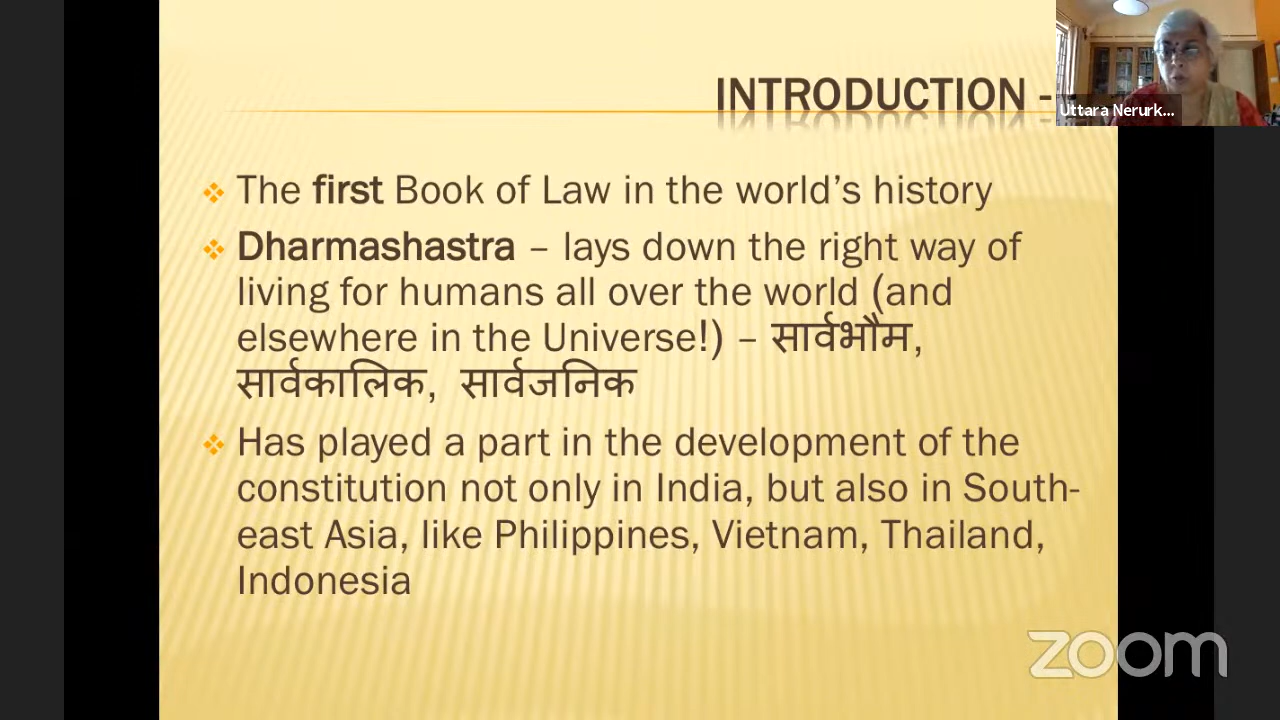 INTRODUCTION -
Uttara Nerurk...
The first Book of Law in the world's history
Dharmashastra – lays down the right way of
living for humans all over the world (and
elsewhere in the Universe!) – सार्वभौम,
सार्वकालिक, सार्वजनिक
Has played a part in the development of the
constitution not only in India, but also in South-
east Asia, like Philippines, Vietnam, Thailand,
Indonesia
zoom